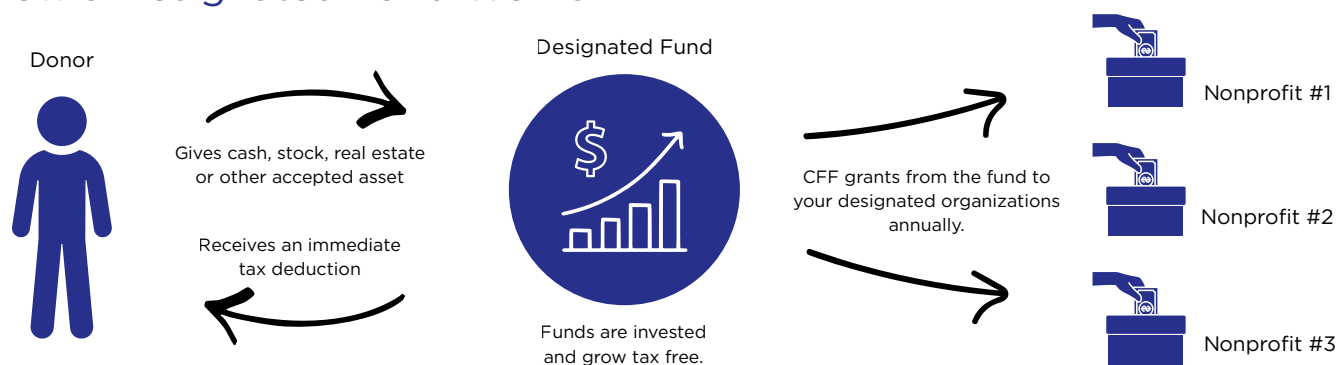 Donor
Gives cash, stock, real estate
or other accepted asset
Receives an immediate
tax deduction
Designated Fund
$
Funds are invested
and grow tax free.
CFF grants from the fund to
your designated organizations
annually.
Nonprofit #1
Nonprofit #2
Nonprofit #3